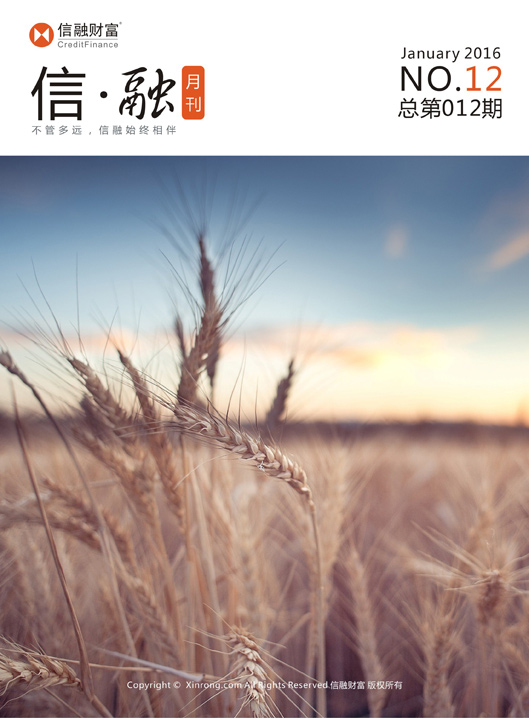 信融财富®
CreditFinance
信·融
月刊
不管多远，信融始终相伴
January 2016
NO.12
总第012期
Copyright © Xinrong.com All Rights Reserved.信融财富 版权所有